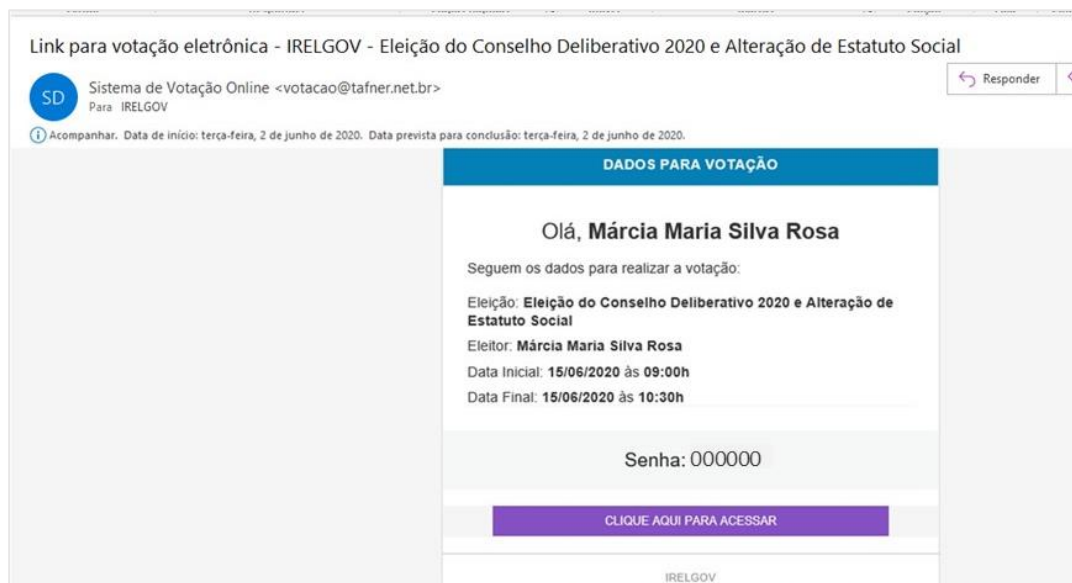 Link para votação eletrônica - IRELGOV - Eleição do Conselho Deliberativo 2020 e Alteração de Estatuto Social
Responder
SD
Sistema de Votação Online <votacao@tafner.net.br>
Para IRELGOV
Acompanhar. Data de início: terça-feira, 2 de junho de 2020. Data prevista para conclusão: terça-feira, 2 de junho de 2020.
DADOS PARA VOTAÇÃO
Olá, Márcia Maria Silva Rosa
Seguem os dados para realizar a votação:
Eleição: Eleição do Conselho Deliberativo 2020 e Alteração de
Estatuto Social
Eleitor: Márcia Maria Silva Rosa
Data Inicial: 15/06/2020 às 09:00h
Data Final: 15/06/2020 às 10:30h
Senha: 000000
CLIQUE AQUI PARA ACESSAR
IRELGOV